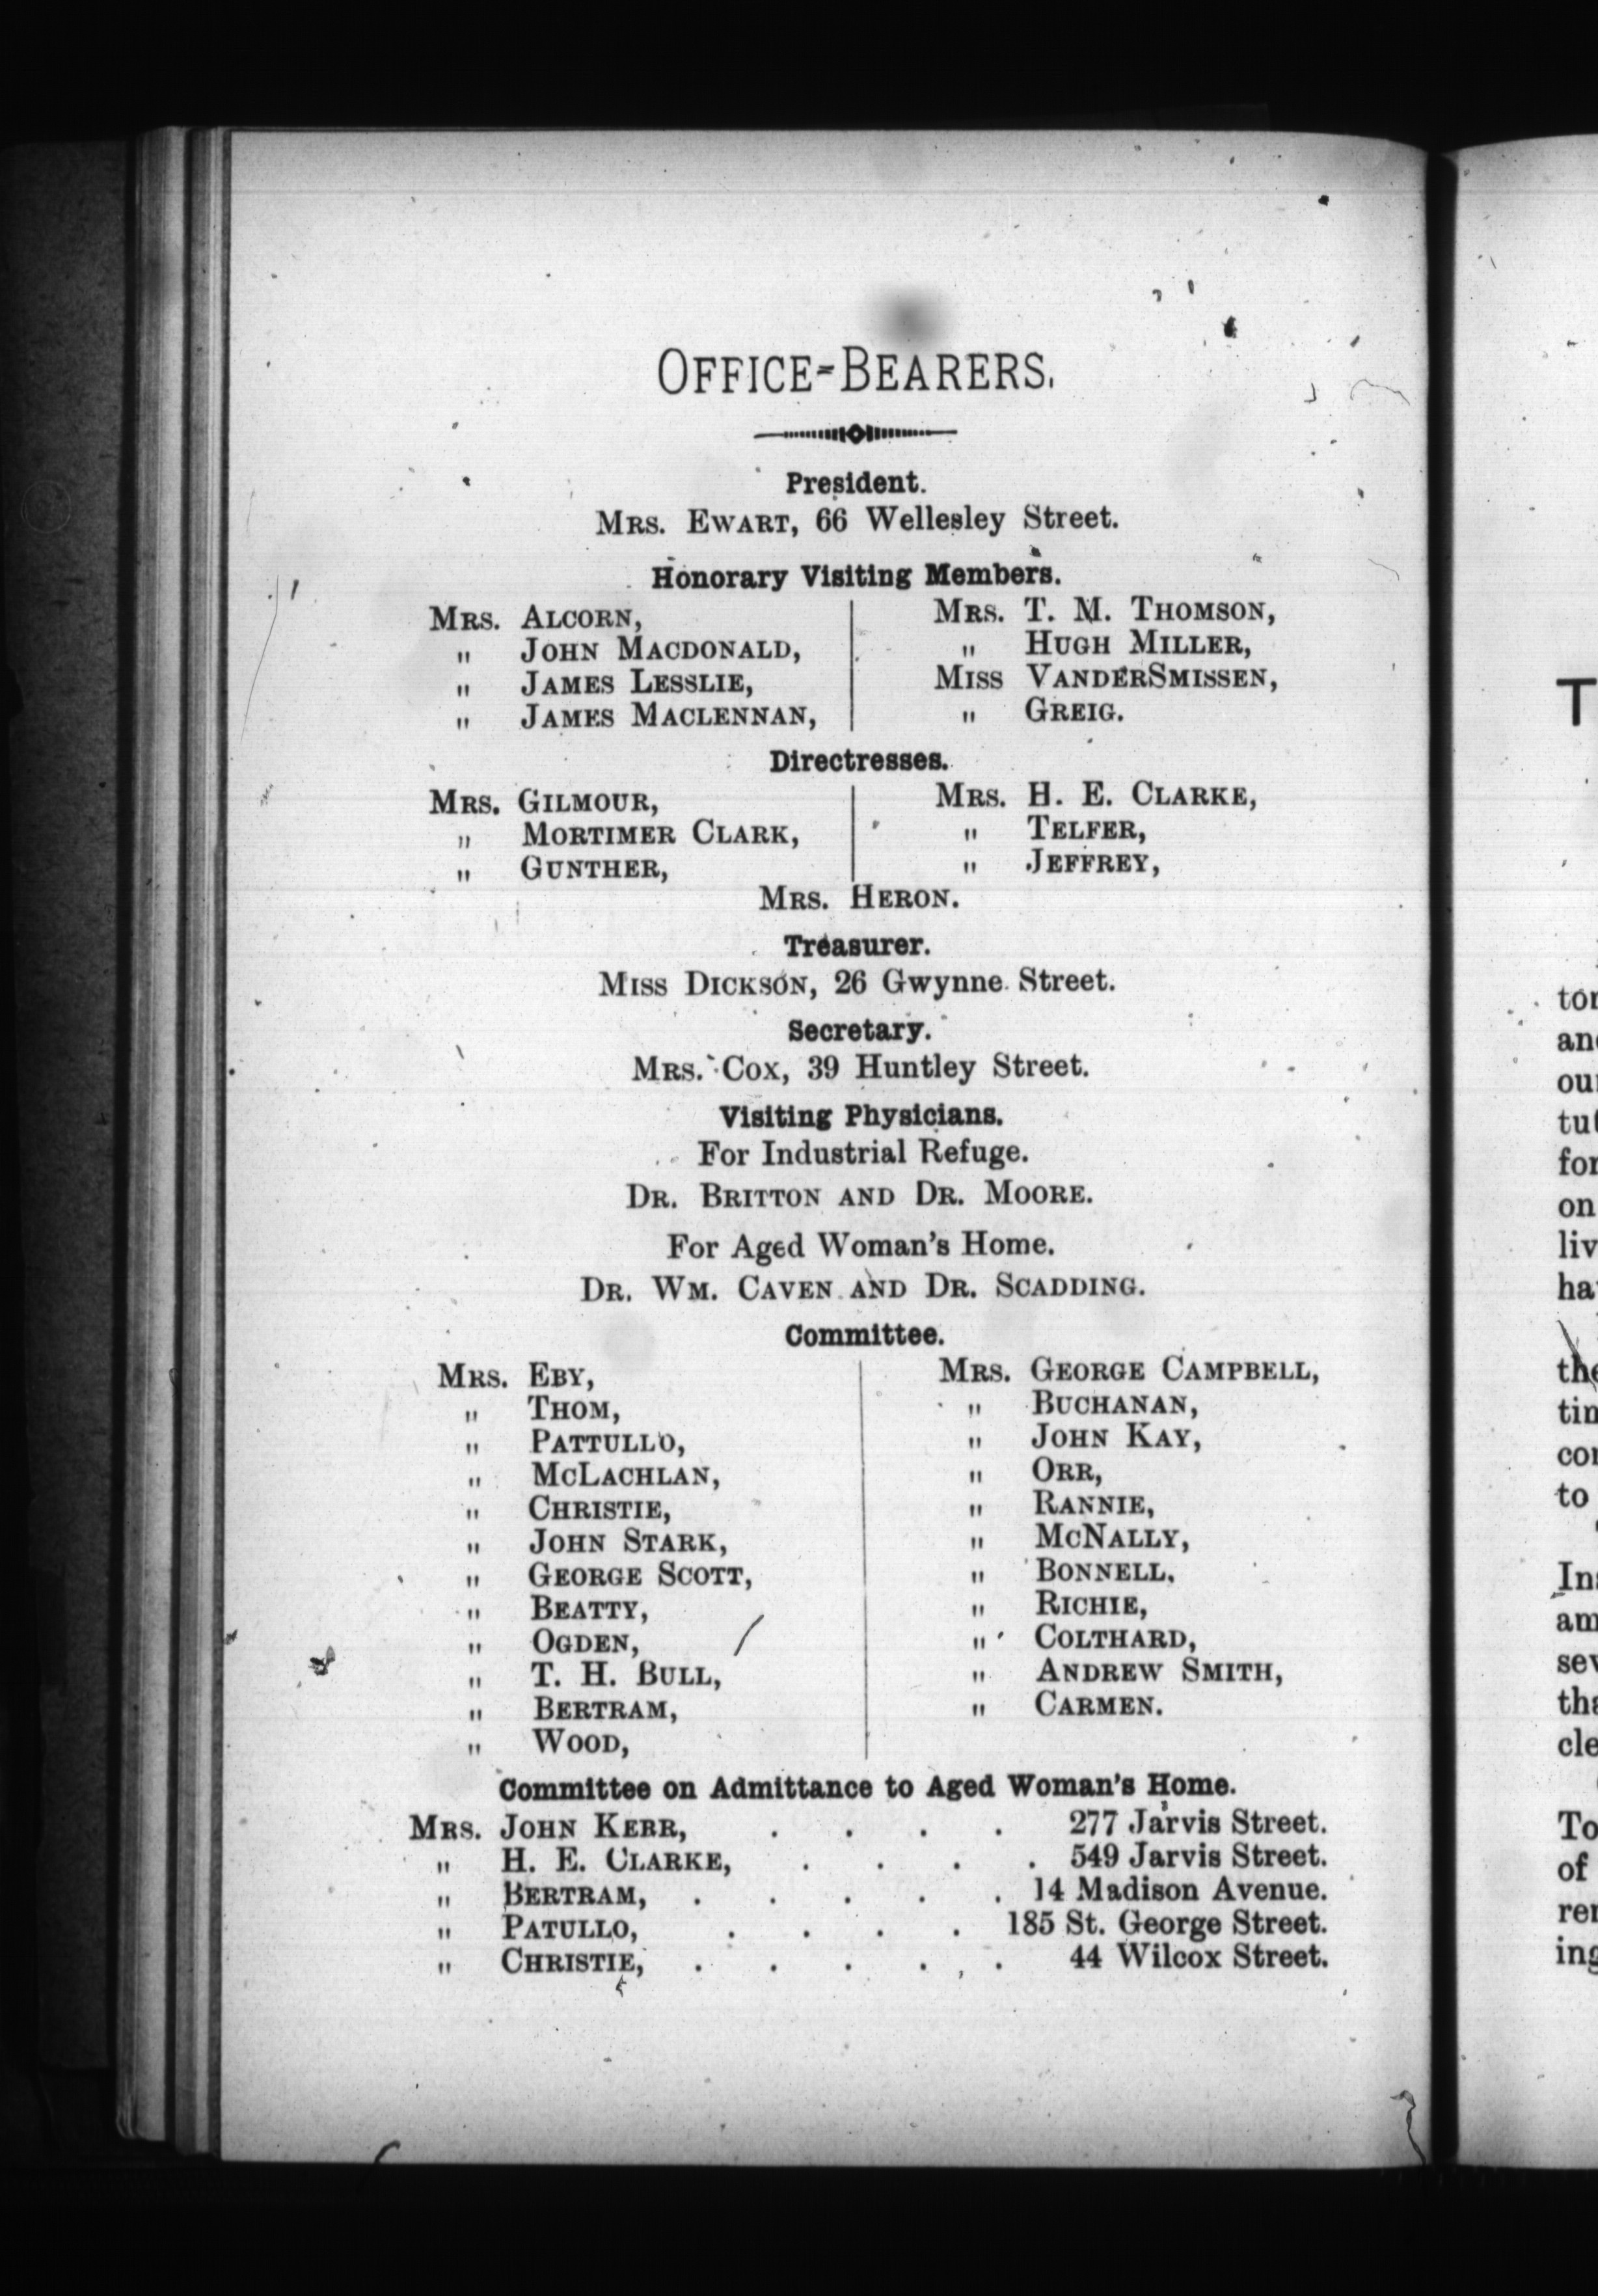 OFFICE-BEARERS.
President.
MRS. EWART, 66 Wellesley Street.
Honorary Visiting Members.
MRS. ALCORN,
" JOHN MACDONALD,
" JAMES LESSLIE,
" JAMES MACLENNAN,
MRS. T. M. THOMSON,
" HUGH MILLER,
MISS VANDERSMISSEN,
" GREIG.
Directresses.
MRS. GILMOUR,
" MORTIMER CLARK,
" GUNTHER,
MRS. H. E. CLARKE,
" TELFER,
" JEFFREY,
MRS. HERON.
Treasurer.
MISS DICKSON, 26 Gwynne Street.
Secretary.
MRS. COX, 39 Huntley Street.
Visiting Physicians.
For Industrial Refuge.
DR. BRITTON AND DR. MOORE.
For Aged Woman's Home.
DR. WM. CAVEN AND DR. SCADDING.
Committee.
MRS. EBY,
" THOM,
" PATTULLO,
" MCLACHLAN,
" CHRISTIE,
" JOHN STARK,
" GEORGE SCOTT,
" BEATTY,
" OGDEN,
" T. H. BULL,
" BERTRAM,
" WOOD,
MRS. GEORGE CAMPBELL,
" BUCHANAN,
" JOHN KAY,
" ORR,
" RANNIE,
" MCNALLY,
" BONNELL,
" RICHIE,
" COLTHARD,
" ANDREW SMITH,
" CARMEN.
Committee on Admittance to Aged Woman's Home.
MRS. JOHN KERR, . . . . 277 Jarvis Street.
" H. E. CLARKE, . . . . 549 Jarvis Street.
" BERTRAM, . . . . . 14 Madison Avenue.
" PATULLO, . . . . 185 St. George Street.
" CHRISTIE, . . . . . 44 Wilcox Street.